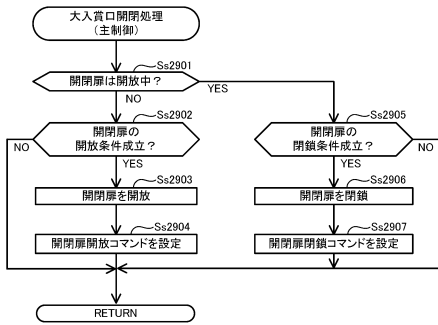 大入賞口開閉処理
（主制御）
Ss2901
開閉扉は開放中？
YES
NO
Ss2902
開閉扉の
開放条件成立？
NO
YES
Ss2903
開閉扉を開放
Ss2904
開閉扉開放コマンドを設定
Ss2905
開閉扉の
閉鎖条件成立？
NO
YES
Ss2906
開閉扉を閉鎖
Ss2907
開閉扉閉鎖コマンドを設定
RETURN